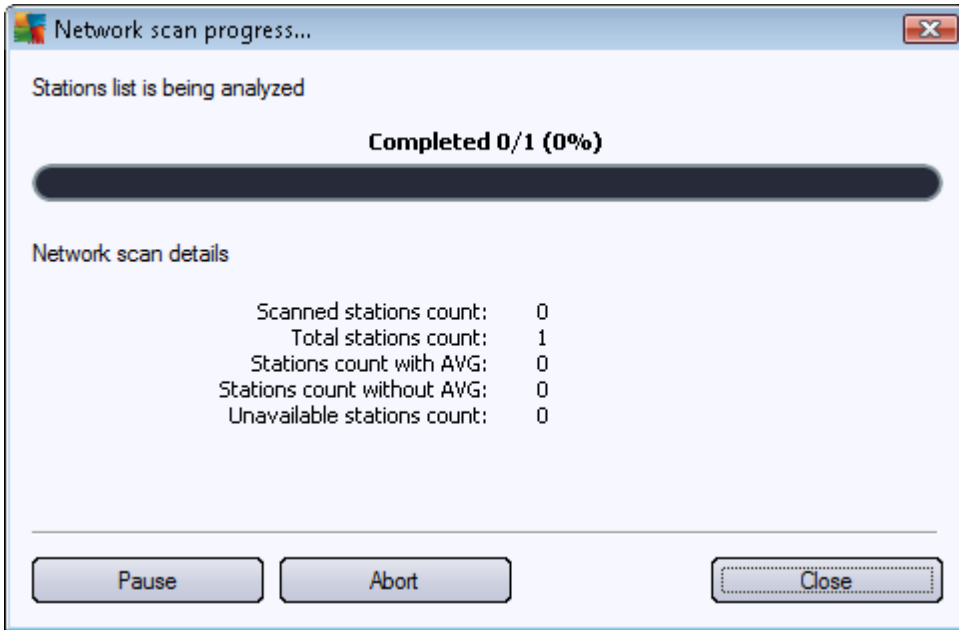 Network scan progress...
Stations list is being analyzed
Completed 0/1 (0%)
Network scan details
Scanned stations count: 0
Total stations count: 1
Stations count with AVG: 0
Stations count without AVG: 0
Unavailable stations count: 0
Pause Abort Close